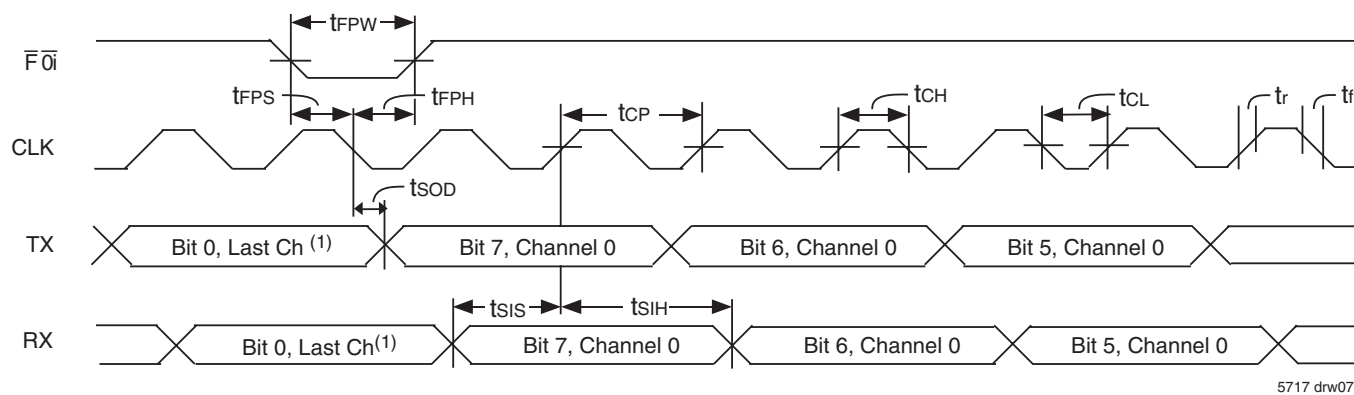 tFPW
F̅0̅i̅
tFPS
tFPH
tCP
tCH
tCL
tr
tf
CLK
tSOD
TX
Bit 0, Last Ch (1)
Bit 7, Channel 0
Bit 6, Channel 0
Bit 5, Channel 0
tSIS
tSIH
RX
Bit 0, Last Ch(1)
Bit 7, Channel 0
Bit 6, Channel 0
Bit 5, Channel 0
5717 drw07